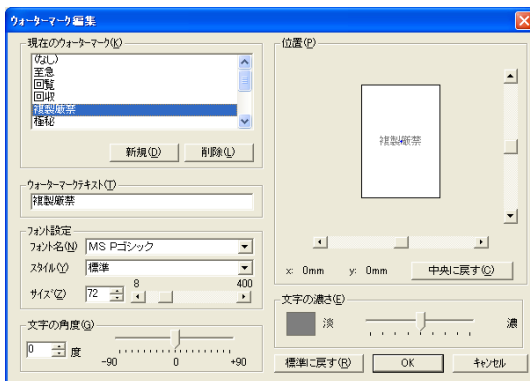 ウォーターマーク編集
現在のウォーターマーク(K)
(なし)
至急
回覧
回収
複製厳禁
極秘
新規(D)
削除(L)
ウォーターマークテキスト(T)
複製厳禁
フォント設定
フォント名(N)
MS Pゴシック
スタイル(Y)
標準
サイズ(Z)
72
8
400
文字の角度(G)
0
度
-90
0
+90
位置(P)
複製厳禁
x: 0mm
y: 0mm
中央に戻す(C)
文字の濃さ(E)
淡
濃
標準に戻す(R)
OK
キャンセル